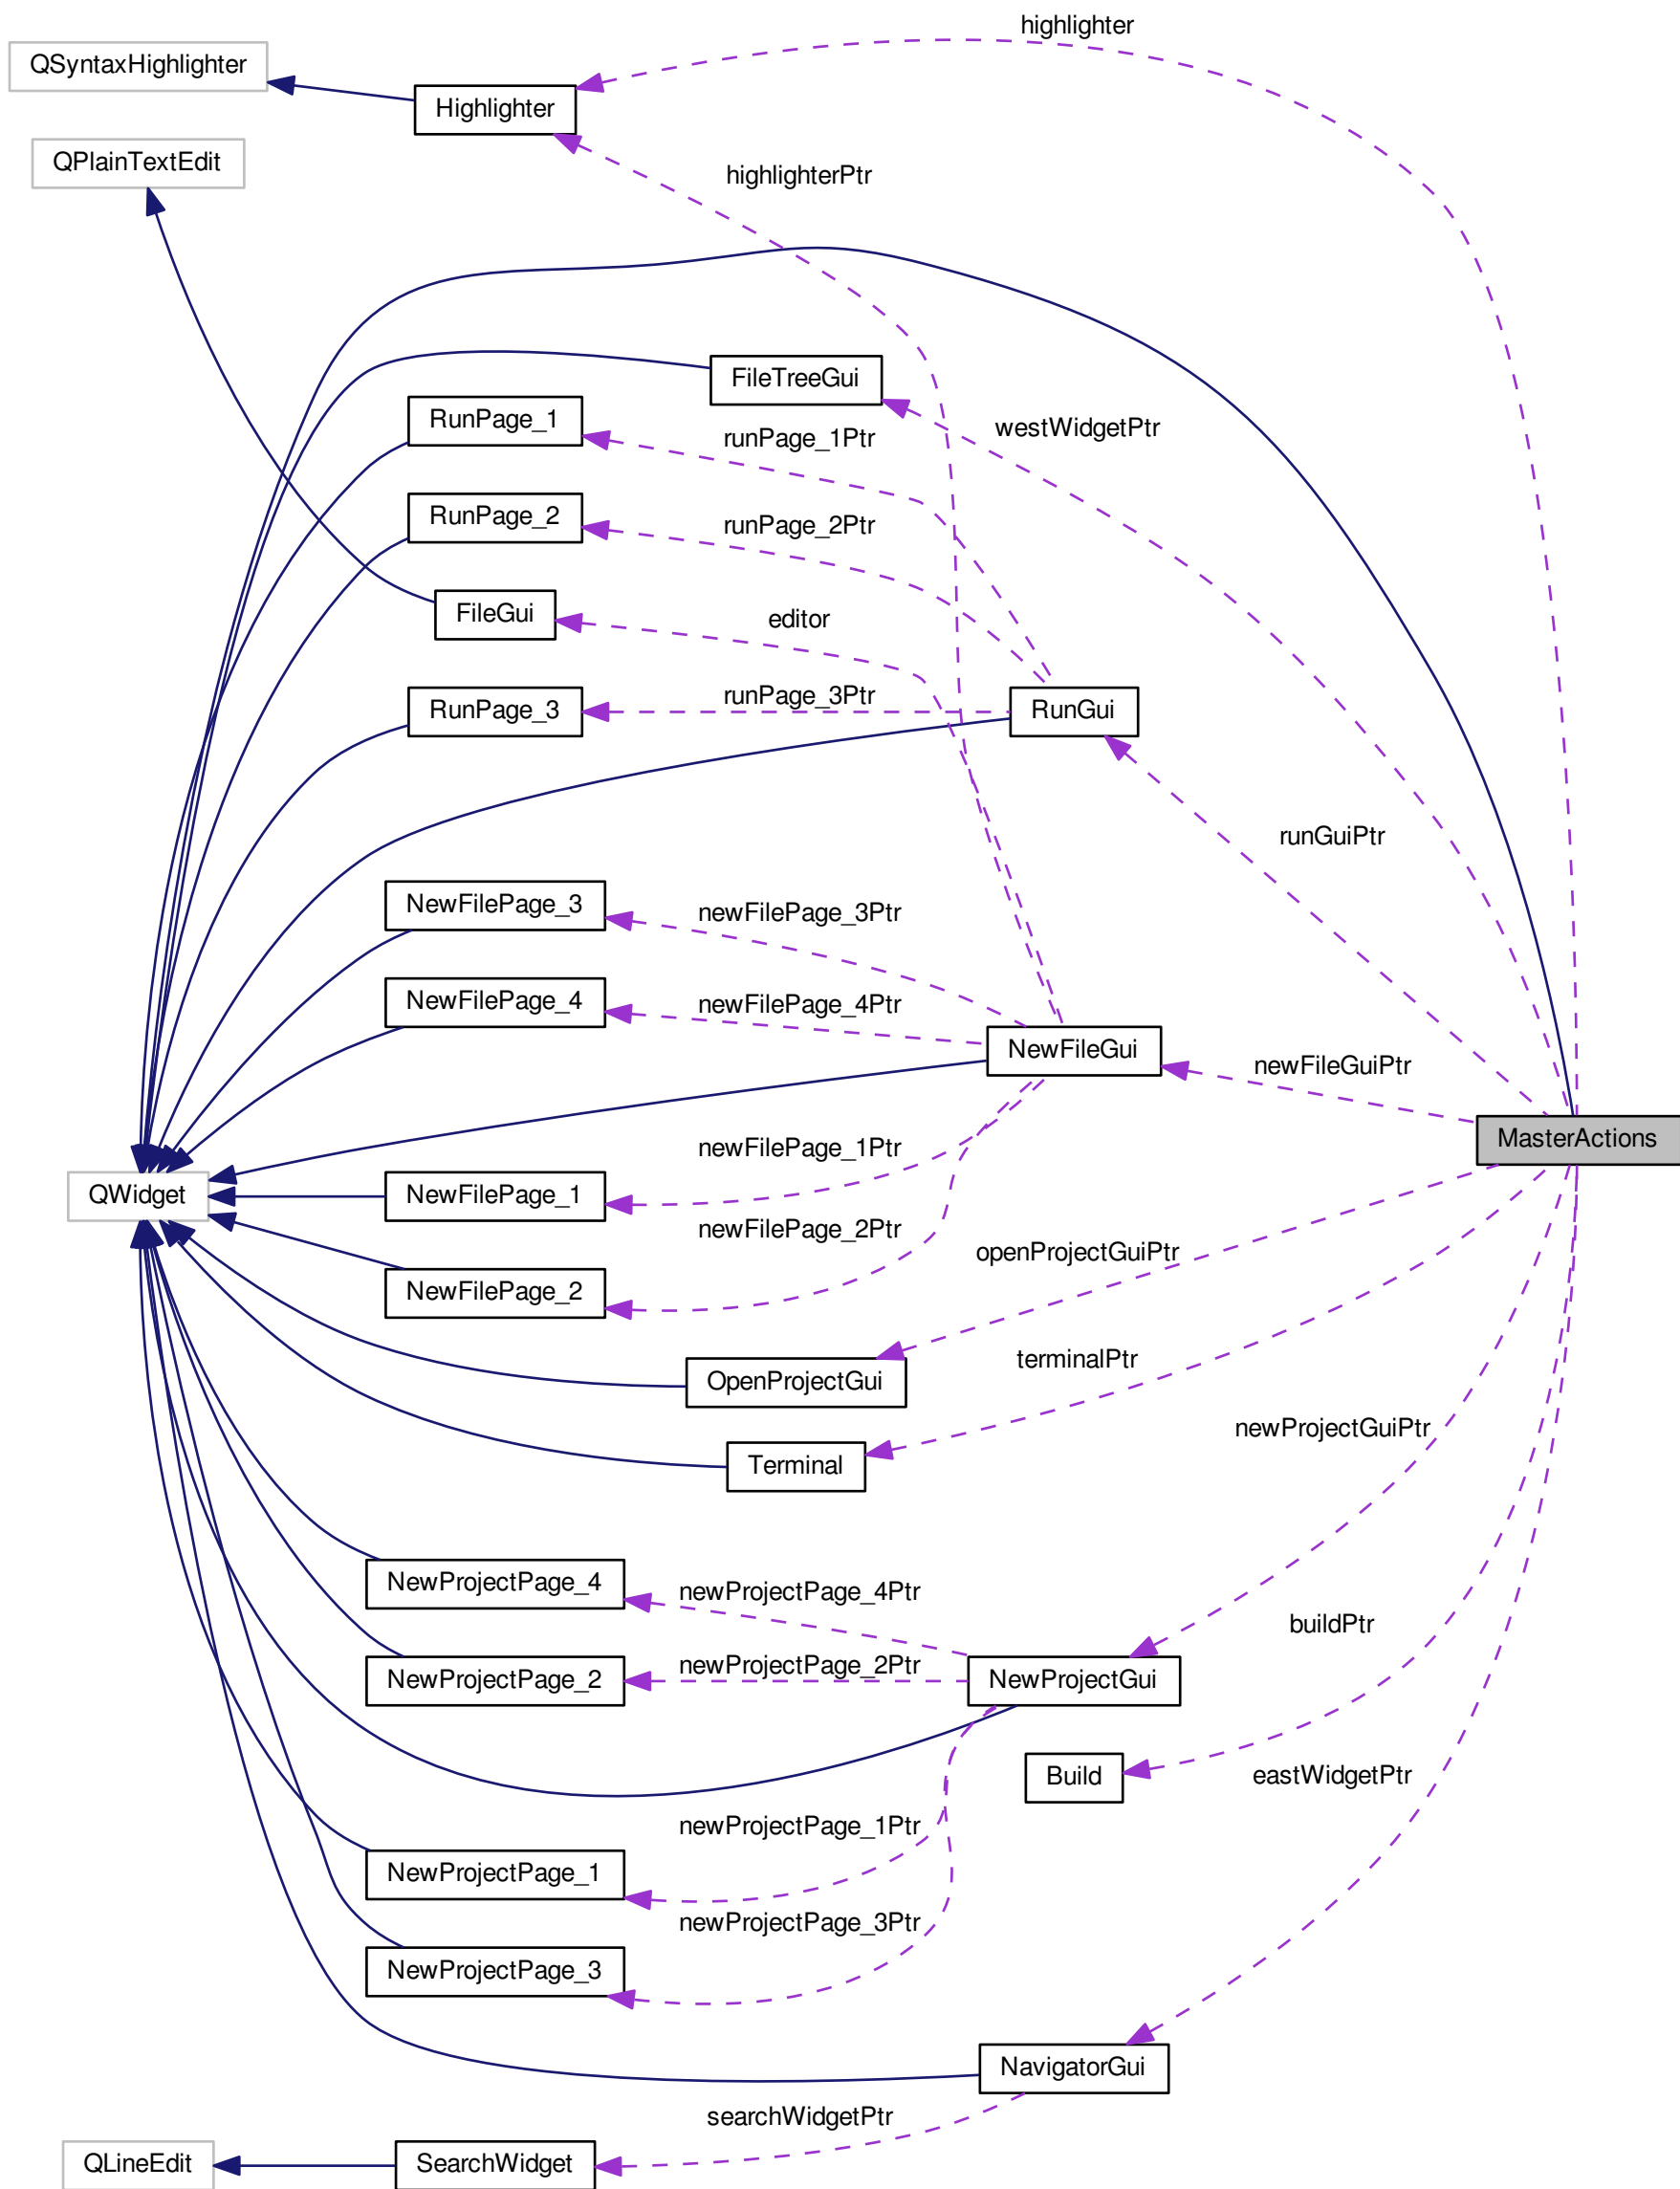 highlighter
QSyntaxHighlighter
Highlighter
QPlainTextEdit
highlighterPtr
FileTreeGui
RunPage_1
westWidgetPtr
runPage_1Ptr
RunPage_2
runPage_2Ptr
FileGui
editor
RunPage_3
runPage_3Ptr
RunGui
runGuiPtr
NewFilePage_3
newFilePage_3Ptr
NewFilePage_4
newFilePage_4Ptr
NewFileGui
newFileGuiPtr
MasterActions
newFilePage_1Ptr
QWidget
NewFilePage_1
newFilePage_2Ptr
openProjectGuiPtr
NewFilePage_2
terminalPtr
OpenProjectGui
newProjectGuiPtr
Terminal
NewProjectPage_4
newProjectPage_4Ptr
buildPtr
NewProjectPage_2
newProjectPage_2Ptr
NewProjectGui
Build
eastWidgetPtr
newProjectPage_1Ptr
NewProjectPage_1
newProjectPage_3Ptr
NewProjectPage_3
NavigatorGui
searchWidgetPtr
QLineEdit
SearchWidget